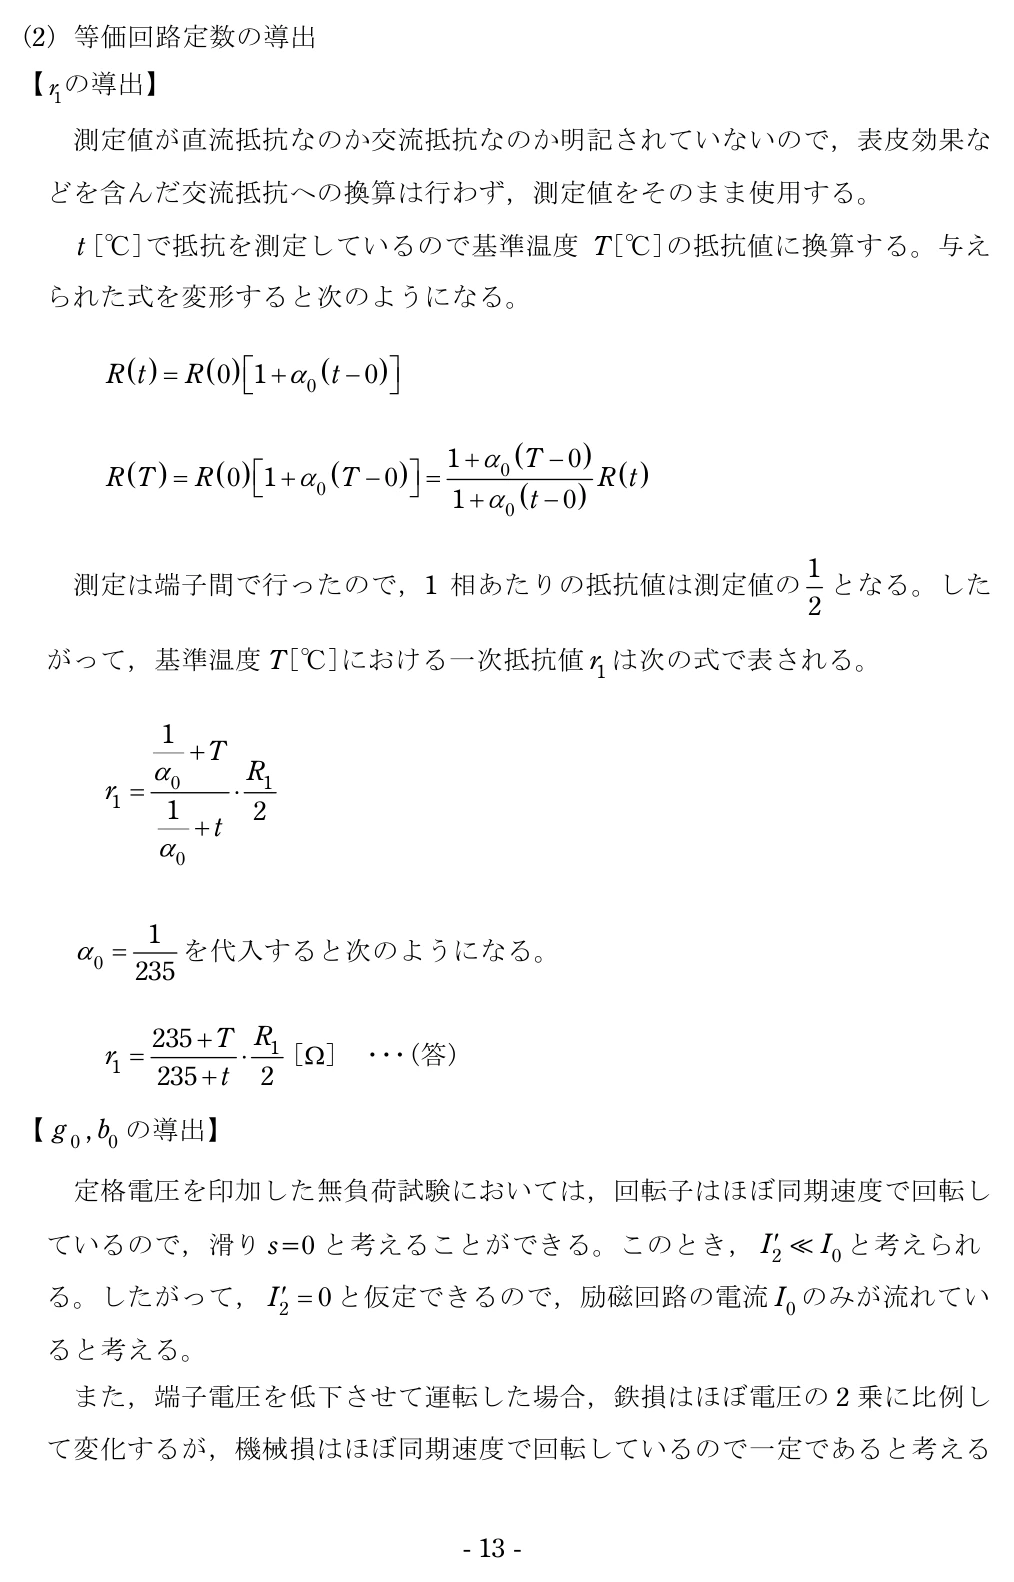 (2) 等価回路定数の導出
【r₁の導出】
測定値が直流抵抗なのか交流抵抗なのか明記されていないので，表皮効果な
どを含んだ交流抵抗への換算は行わず，測定値をそのまま使用する。
t [℃]で抵抗を測定しているので基準温度 T[℃]の抵抗値に換算する。与え
られた式を変形すると次のようになる。
R(t) = R(0)[1+α₀(t−0)]
R(T) = R(0)[1+α₀(T−0)] = \frac{1+α₀(T−0)}{1+α₀(t−0)} R(t)
測定は端子間で行ったので，1 相あたりの抵抗値は測定値の \frac{1}{2} となる。した
がって，基準温度 T[℃]における一次抵抗値 r₁ は次の式で表される。
r₁ = \frac{\frac{1}{α₀}+T}{\frac{1}{α₀}+t}·\frac{R₁}{2}
α₀ = \frac{1}{235} を代入すると次のようになる。
r₁ = \frac{235+T}{235+t}·\frac{R₁}{2} [Ω] ･･･(答)
【g₀,b₀ の導出】
定格電圧を印加した無負荷試験においては，回転子はほぼ同期速度で回転し
ているので，滑り s=0 と考えることができる。このとき，I₂′ ≪ I₀ と考えられ
る。したがって，I₂′ = 0 と仮定できるので，励磁回路の電流 I₀ のみが流れてい
ると考える。
また，端子電圧を低下させて運転した場合，鉄損はほぼ電圧の 2 乗に比例し
て変化するが，機械損はほぼ同期速度で回転しているので一定であると考える
- 13 -